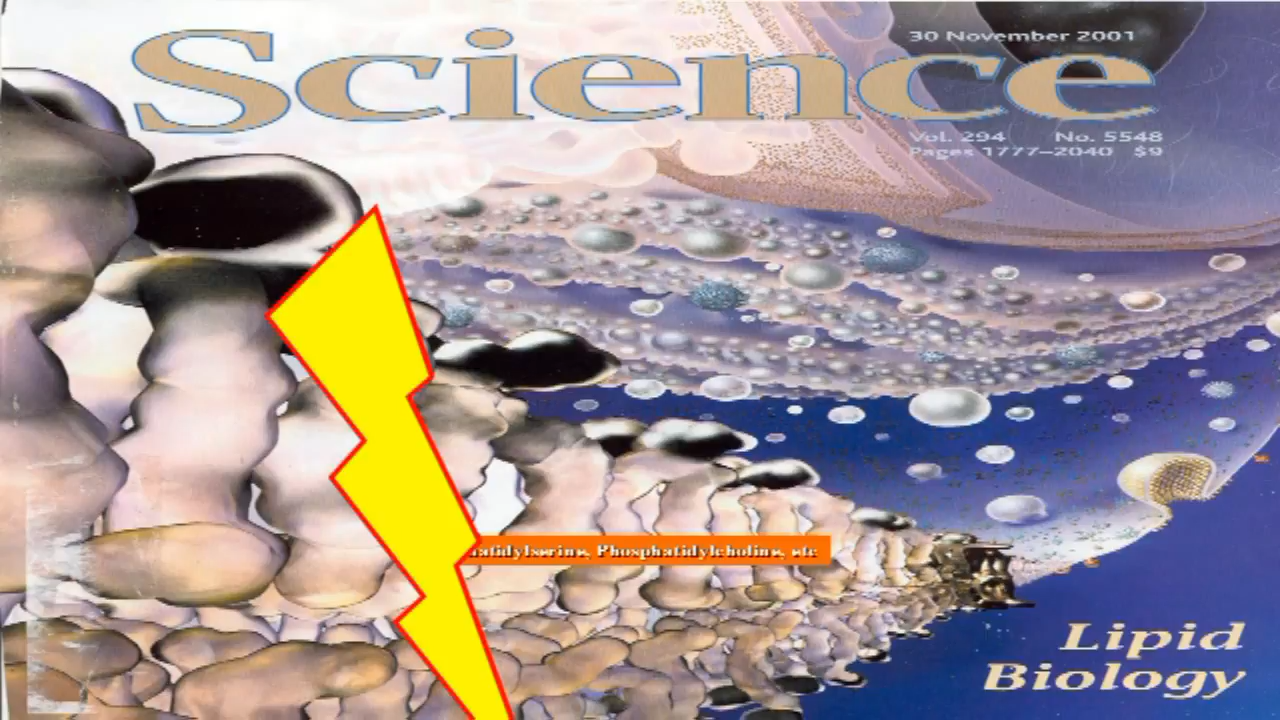 Science
30 November 2001
Vol. 294 No. 5548
Pages 1777–2040 $9
Phosphatidylcholine, etc
Lipid
Biology